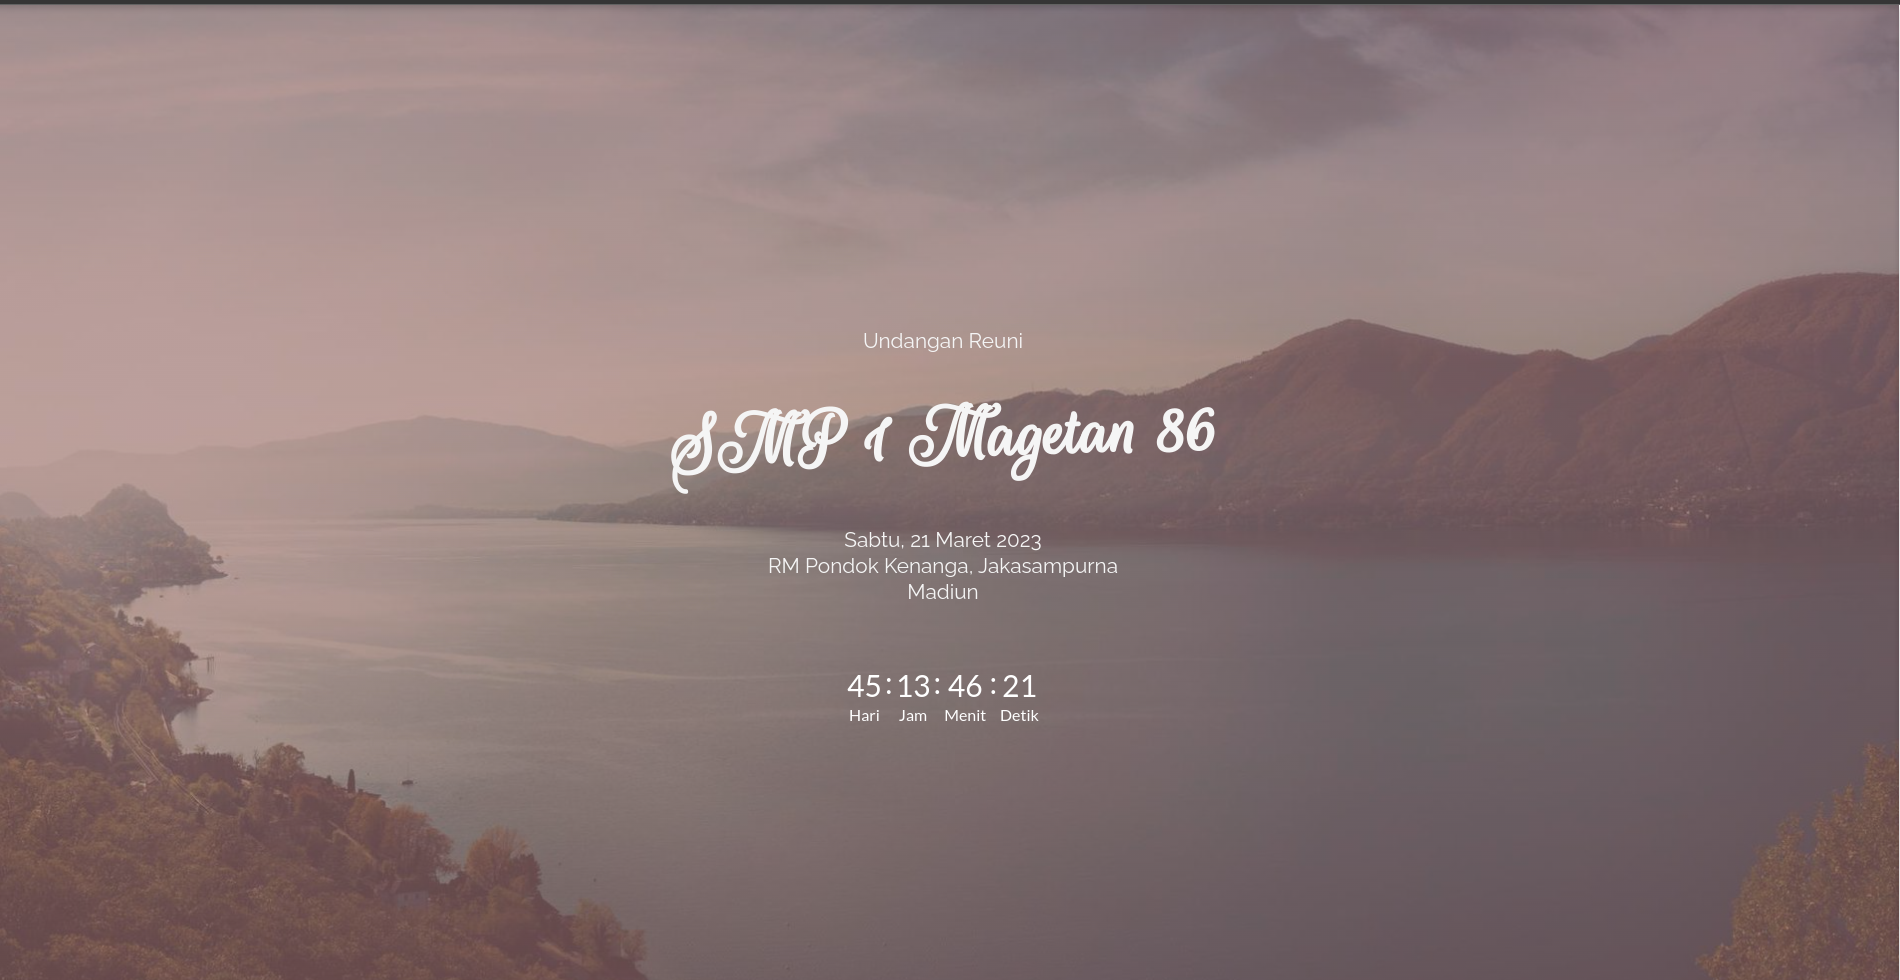 Undangan Reuni
SMP 1 Magetan 86
Sabtu, 21 Maret 2023
RM Pondok Kenanga, Jakasampurna
Madiun
45 : 13 : 46 : 21
Hari Jam Menit Detik